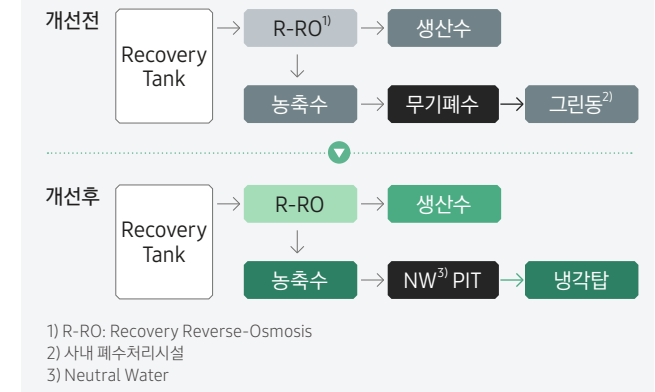 개선전
Recovery
Tank
R-RO1)
생산수
농축수
무기폐수
그린동2)
개선후
Recovery
Tank
R-RO
생산수
농축수
NW3) PIT
냉각탑
1) R-RO: Recovery Reverse-Osmosis
2) 사내 폐수처리시설
3) Neutral Water